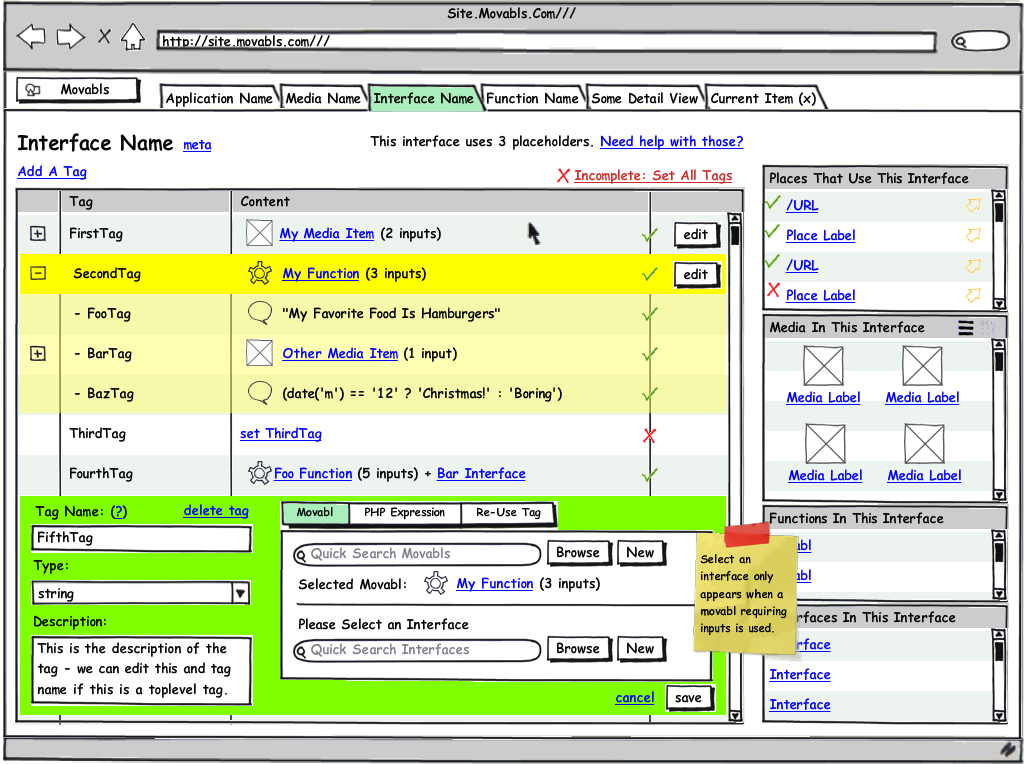 Site.Movabls.Com///
http://site.movabls.com///
Movabls
Application Name
Media Name
Interface Name
Function Name
Some Detail View
Current Item (x)
Interface Name meta
This interface uses 3 placeholders. Need help with those?
Add A Tag
Incomplete: Set All Tags
Tag Content
FirstTag My Media Item (2 inputs) edit
SecondTag My Function (3 inputs) edit
- FooTag "My Favorite Food Is Hamburgers"
- BarTag Other Media Item (1 input)
- BazTag (date('m') == '12' ? 'Christmas!' : 'Boring')
ThirdTag set ThirdTag
FourthTag Foo Function (5 inputs) + Bar Interface
Tag Name: (?) delete tag
FifthTag
Type:
string
Description:
This is the description of the
tag - we can edit this and tag
name if this is a toplevel tag.
Movabl PHP Expression Re-Use Tag
Quick Search Movabls Browse New
Selected Movabl: My Function (3 inputs)
Please Select an Interface
Quick Search Interfaces Browse New
cancel save
Places That Use This Interface
/URL
Place Label
/URL
Place Label
Media In This Interface
Media Label Media Label
Media Label Media Label
Functions In This Interface
Select an
interface only
appears when a
movabl requiring
inputs is used.
In This Interface
Interface
Interface